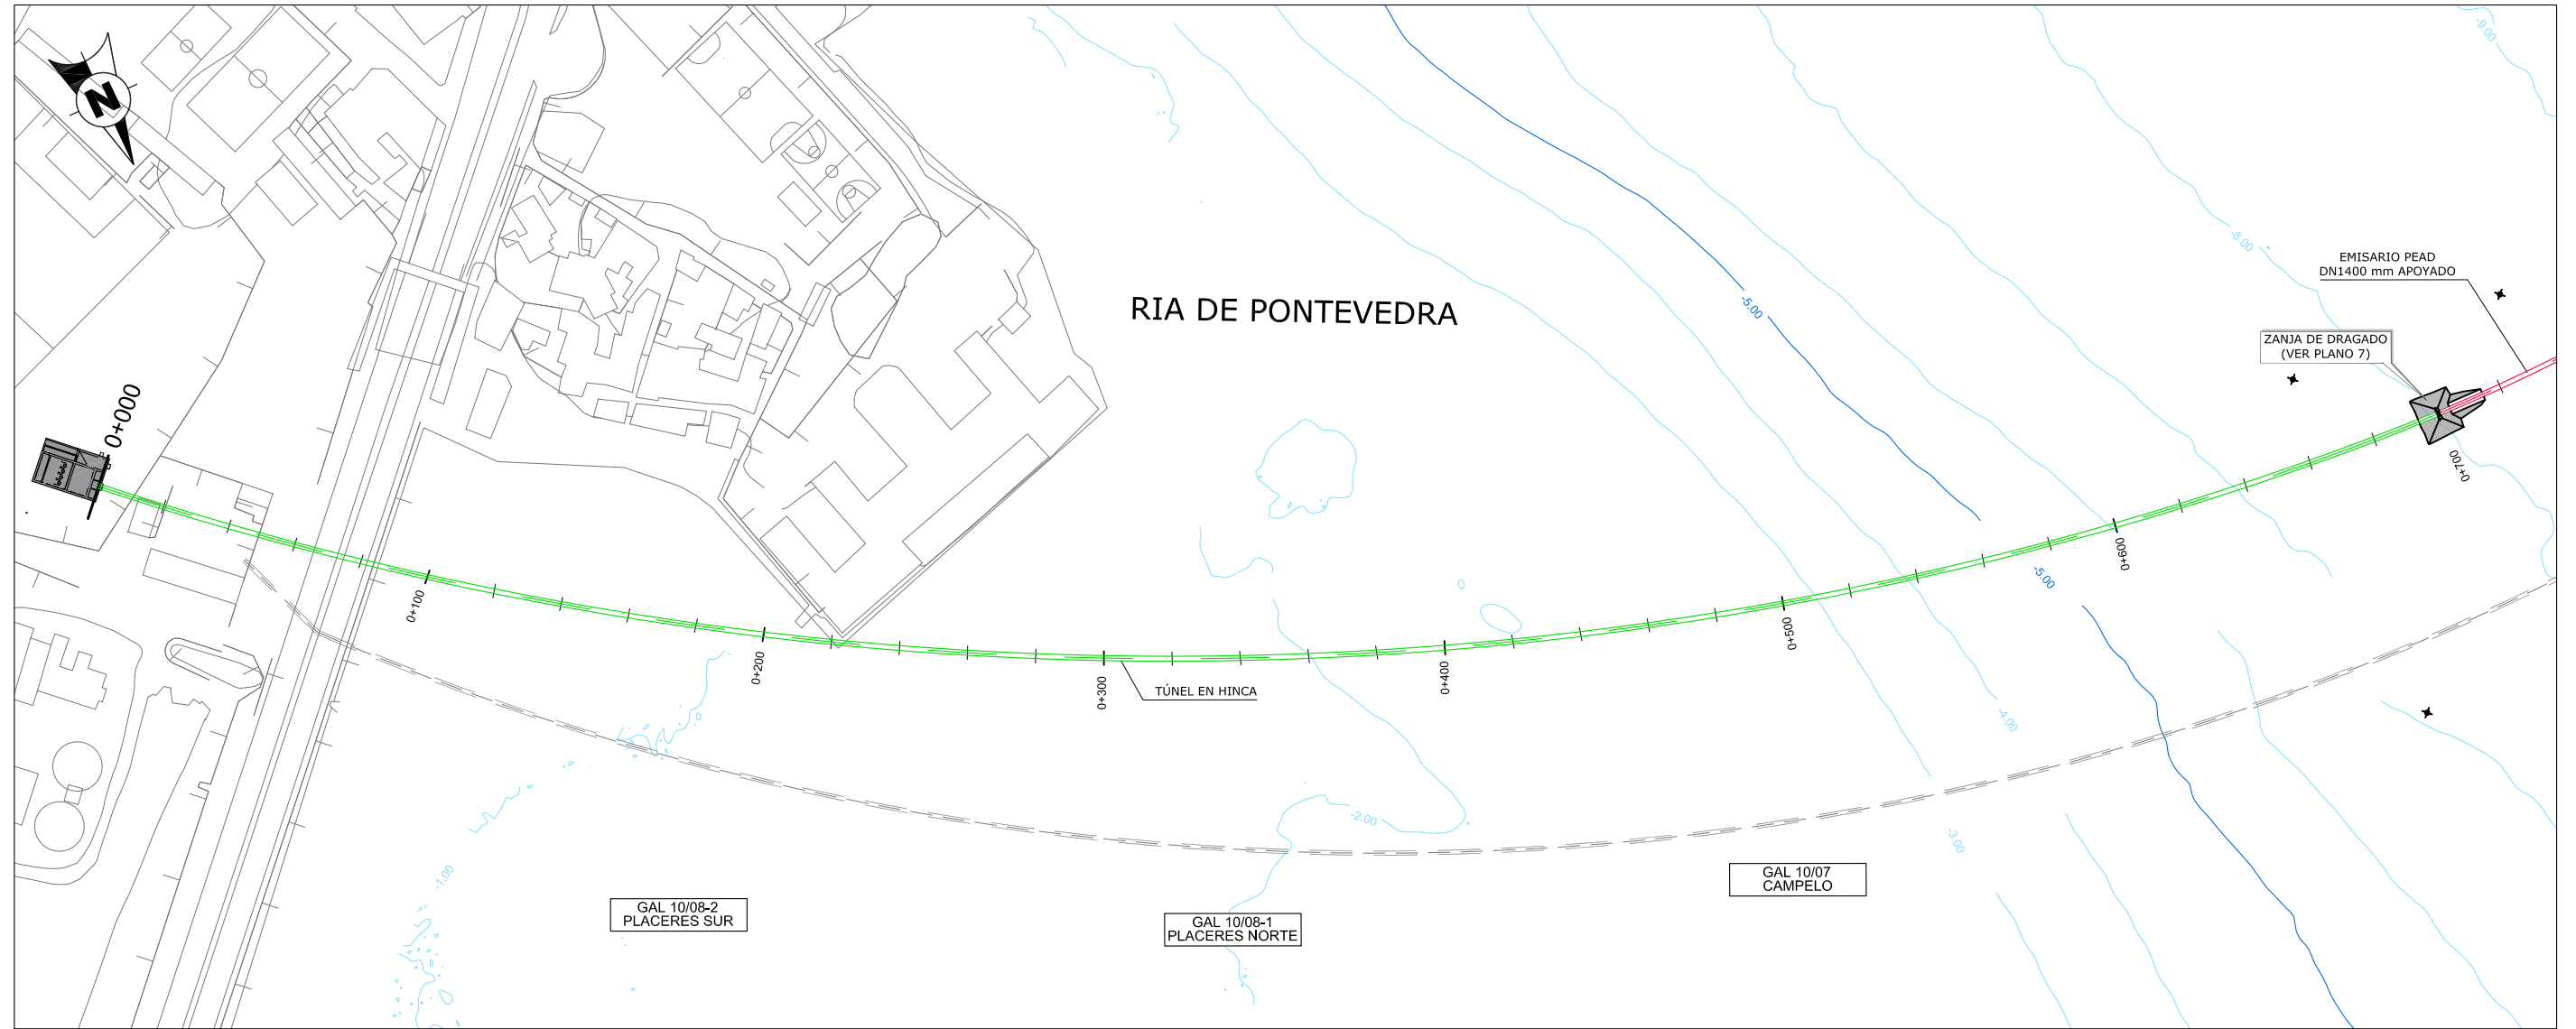 N
-9.00
-8.00
EMISARIO PEAD
DN1400 mm APOYADO
RIA DE PONTEVEDRA
-5.00
ZANJA DE DRAGADO
(VER PLANO 7)
0+000
0+700
0+600
-5.00
0+100
0+500
0+200
0+300
TÚNEL EN HINCA
0+400
-4.00
-2.00
-3.00
-1.00
GAL 10/07
CAMPELO
GAL 10/08-2
PLACERES SUR
GAL 10/08-1
PLACERES NORTE